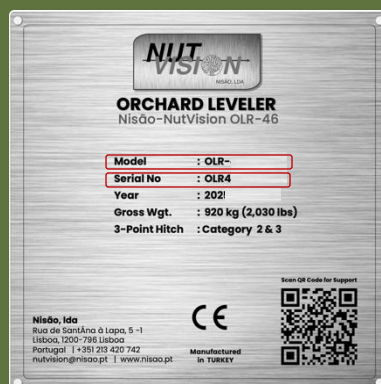 NUT
VISION
NISÃO, LDA
ORCHARD LEVELER
Nisão-NutVision OLR-46
Model : OLR-
Serial No : OLR4
Year : 202
Gross Wgt. : 920 kg (2,030 lbs)
3-Point Hitch : Category 2 & 3
Scan QR Code for Support
Nisão, lda
Rua de SantÀna à Lapa, 5 -1
Lisboa, 1200-796 Lisboa
Portugal | +351 213 420 742
nutvision@nisao.pt | www.nisao.pt
CE
Manufactured
in TURKEY